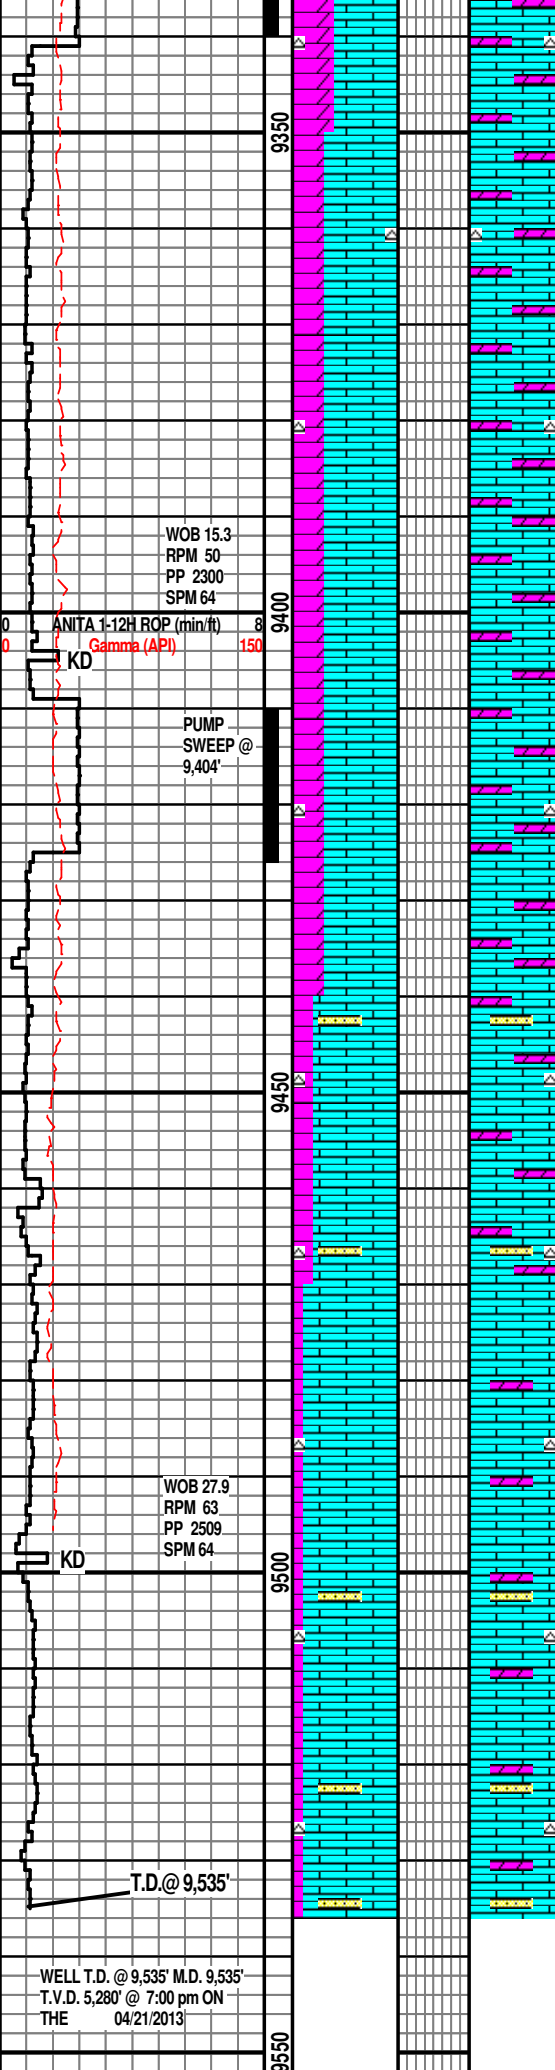 9350
WOB 15.3
RPM 50
PP 2300
SPM 64
9400
0 ANITA 1-12H ROP (min/ft) 8
0 Gamma (API) 150
KD
PUMP
SWEEP @
9,404'
9450
WOB 27.9
RPM 63
PP 2509
SPM 64
KD
9500
T.D.@ 9,535'
WELL T.D. @ 9,535' M.D. 9,535'
T.V.D. 5,280' @ 7:00 pm ON
THE 04/21/2013
9550